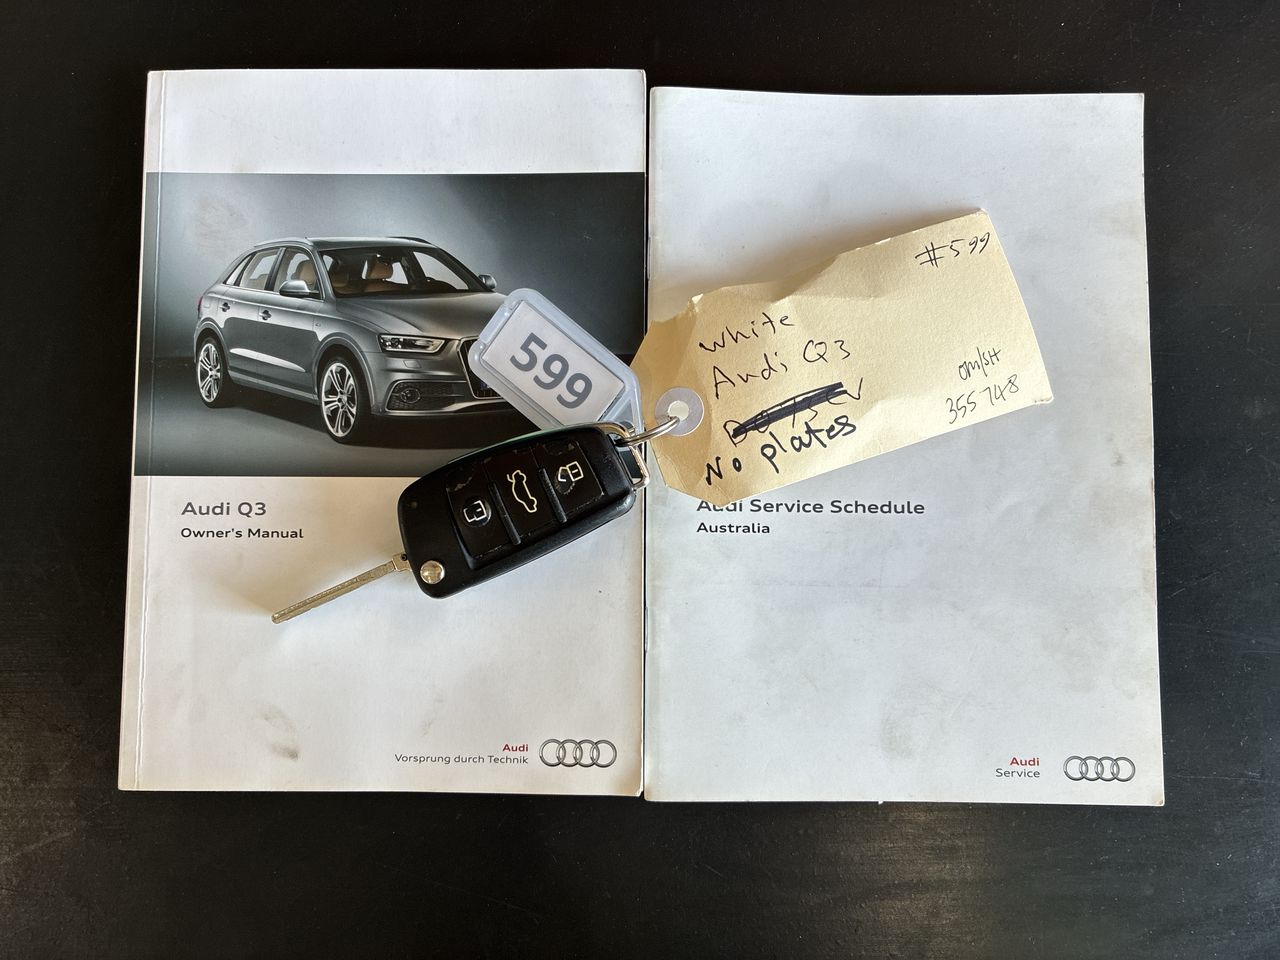 Audi Q3
Owner's Manual
Audi
Vorsprung durch Technik
599
#599
white
Audi Q3
No plates
om/SH
355748
Audi Service Schedule
Australia
Audi
Service